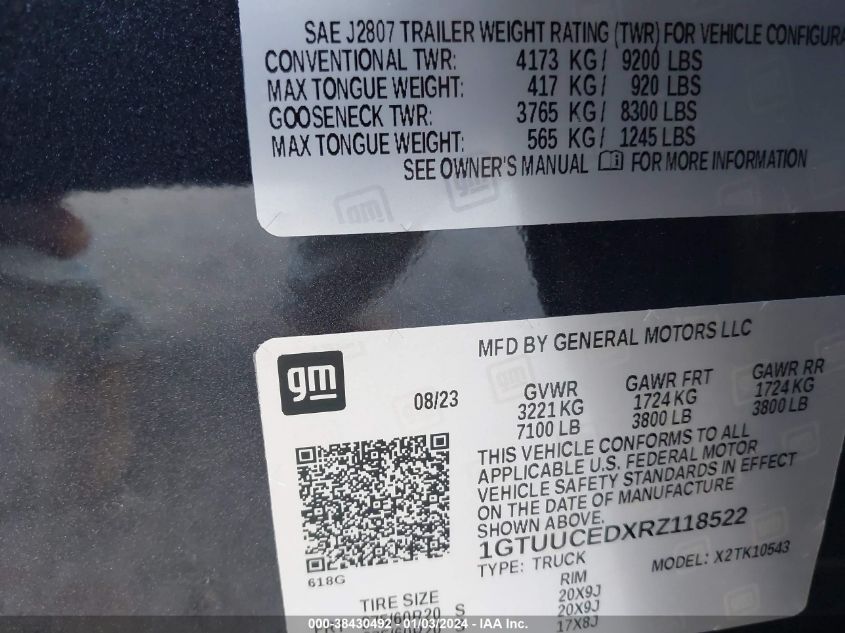 SAE J2807 TRAILER WEIGHT RATING (TWR) FOR VEHICLE
CONVENTIONAL TWR: 4173 KG/ 9200 LBS
MAX TONGUE WEIGHT: 417 KG/ 920 LBS
GOOSENECK TWR: 3765 KG/ 8300 LBS
MAX TONGUE WEIGHT: 565 KG/ 1245 LBS
SEE OWNER'S MANUAL FOR MORE INFORMATION
MFD BY GENERAL MOTORS LLC
gm
08/23
GVWR GAWR FRT GAWR RR
3221 KG 1724 KG 1724 KG
7100 LB 3800 LB 3800 LB
THIS VEHICLE CONFORMS TO ALL
APPLICABLE U.S. FEDERAL MOTOR
VEHICLE SAFETY STANDARDS IN EFFECT
ON THE DATE OF MANUFACTURE
SHOWN ABOVE.
1GTUUCEDXRZ118522
TYPE: TRUCK MODEL: X2TK10543
618G
TIRE SIZE RIM
S 20X9J
20X9J
17X8J
000-38430492 - 01/03/2024 - COPYRIGHT IAA, LLC